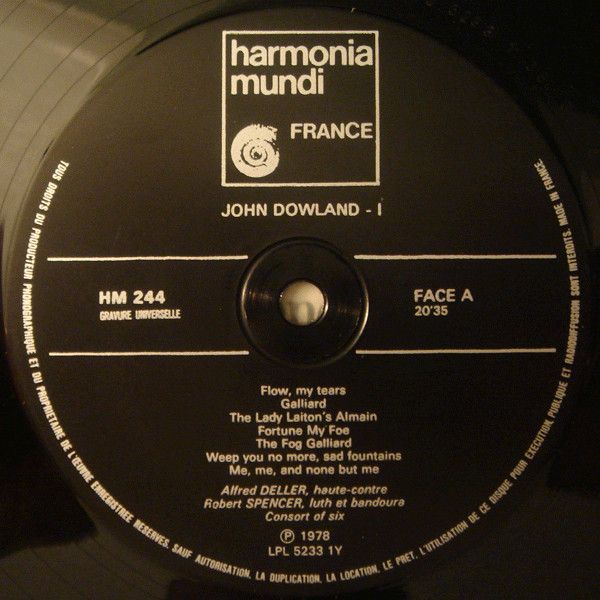 harmonia
mundi
FRANCE
JOHN DOWLAND - I
HM 244
GRAVURE UNIVERSELLE
FACE A
20'35
Flow, my tears
Galliard
The Lady Laiton's Almain
Fortune My Foe
The Fog Galliard
Weep you no more, sad fountains
Me, me, and none but me
Alfred DELLER, haute-contre
Robert SPENCER, luth et bandoura
Consort of six
Ⓟ 1978
LPL 5233 1Y
TOUS DROITS DU PRODUCTEUR PHONOGRAPHIQUE ET DU PROPRIETAIRE DE L'ŒUVRE ENREGISTREE RESERVES. SAUF AUTORISATION, LA DUPLICATION, LA LOCATION, LE PRET, L'UTILISATION DE CE DISQUE POUR EXECUTION PUBLIQUE ET RADIODIFFUSION SONT INTERDITS. MADE IN FRANCE.